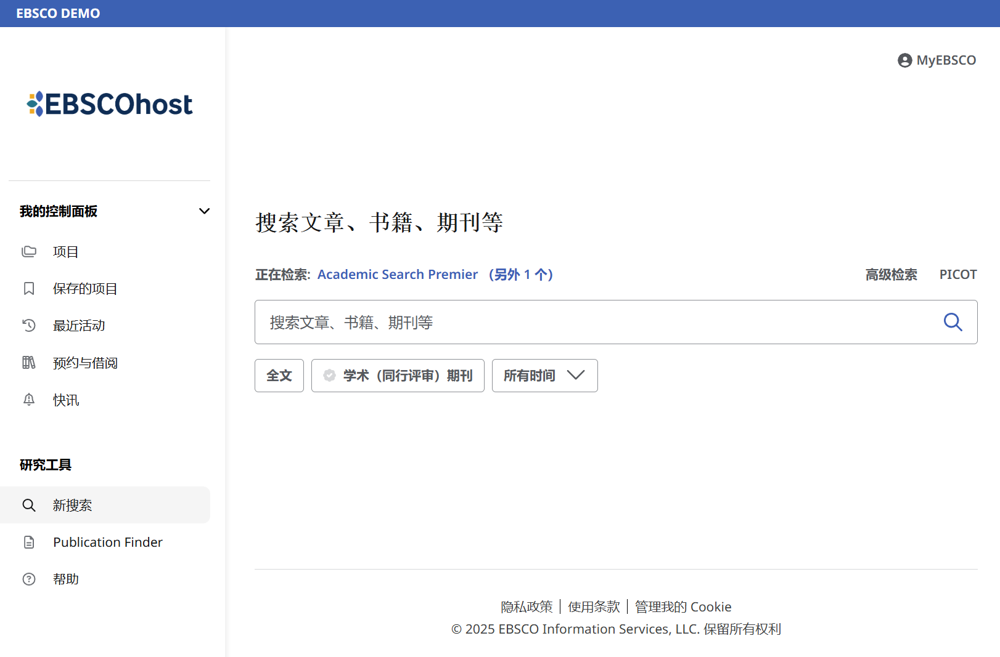 EBSCO DEMO
MyEBSCO
EBSCOhost
我的控制面板
项目
保存的项目
最近活动
预约与借阅
快讯
研究工具
新搜索
Publication Finder
帮助
搜索文章、书籍、期刊等
正在检索: Academic Search Premier （另外 1 个）
高级检索 PICOT
搜索文章、书籍、期刊等
全文 学术（同行评审）期刊 所有时间
隐私政策 使用条款 管理我的 Cookie
© 2025 EBSCO Information Services, LLC. 保留所有权利